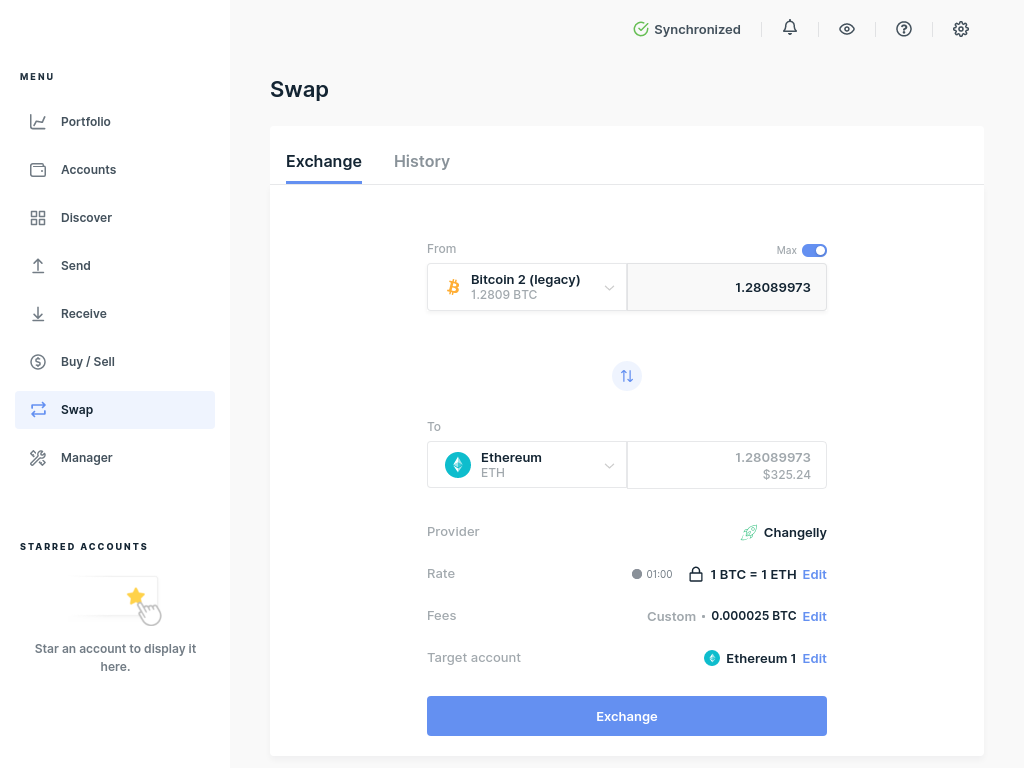 Synchronized
MENU
Portfolio
Accounts
Discover
Send
Receive
Buy / Sell
Swap
Manager
STARRED ACCOUNTS
Star an account to display it
here.
Swap
Exchange History
From Max
Bitcoin 2 (legacy)
1.2809 BTC
1.28089973
To
Ethereum
ETH
1.28089973
$325.24
Provider Changelly
Rate 01:00 1 BTC = 1 ETH Edit
Fees Custom • 0.000025 BTC Edit
Target account Ethereum 1 Edit
Exchange